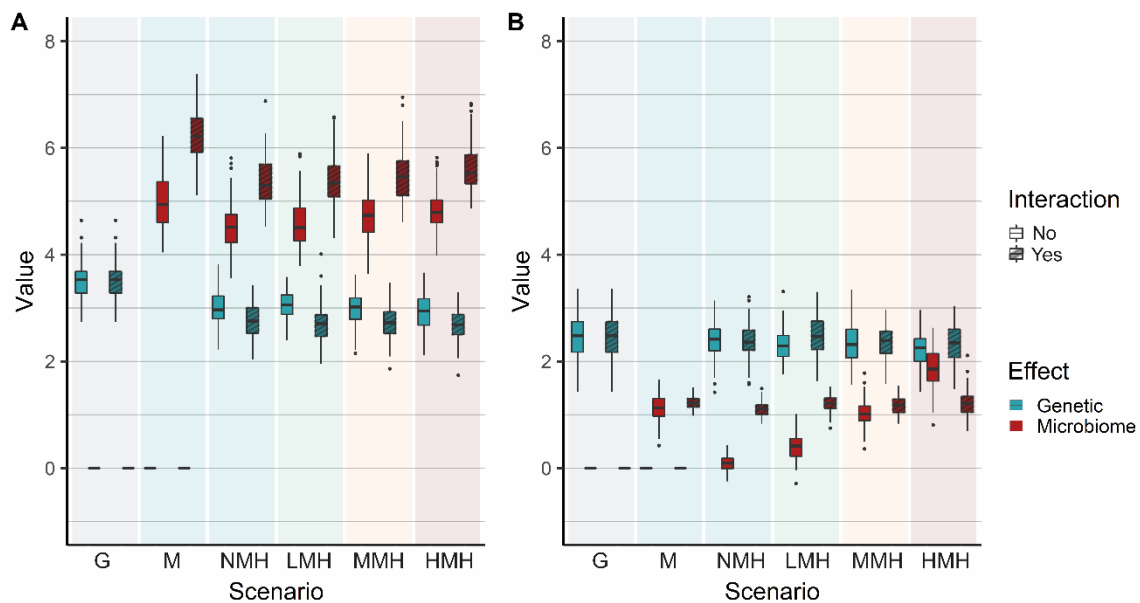 A
B
8
6
4
2
0
Value
G M NMH LMH MMH HMH
Scenario
8
6
4
2
0
Value
G M NMH LMH MMH HMH
Scenario
Interaction
No
Yes
Effect
Genetic
Microbiome